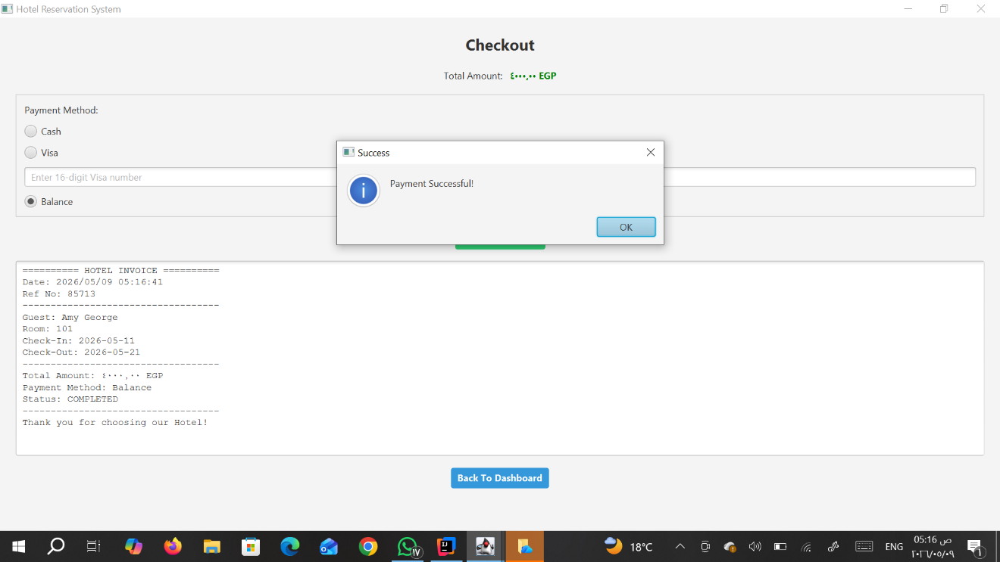 Hotel Reservation System
Checkout
Total Amount: ٤٠٠٠,٠٠ EGP
Payment Method:
Cash
Visa
Enter 16-digit Visa number
Balance
Success
Payment Successful!
OK
========== HOTEL INVOICE ==========
Date: 2026/05/09 05:16:41
Ref No: 85713
-----------------------------------
Guest: Amy George
Room: 101
Check-In: 2026-05-11
Check-Out: 2026-05-21
-----------------------------------
Total Amount: ٤٠٠٠,٠٠ EGP
Payment Method: Balance
Status: COMPLETED
-----------------------------------
Thank you for choosing our Hotel!
Back To Dashboard
18°C
ENG
05:16 ص
٢٠٢٦/٠٥/٠٩
1